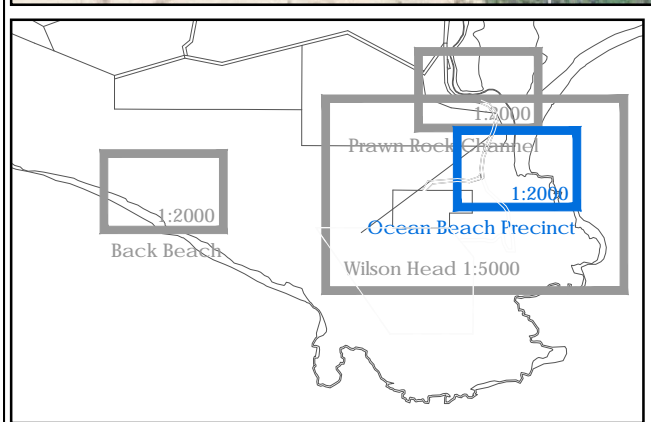 1:2000
Prawn Rock Channel
1:2000
Ocean Beach Precinct
1:2000
Back Beach
Wilson Head 1:5000